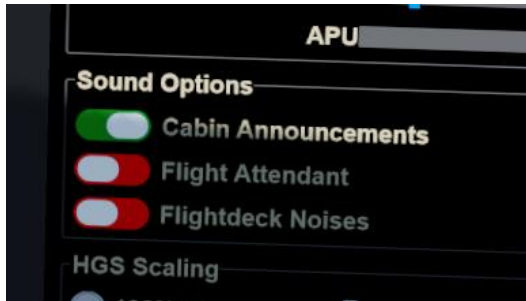 APU
Sound Options
Cabin Announcements
Flight Attendant
Flightdeck Noises
HGS Scaling